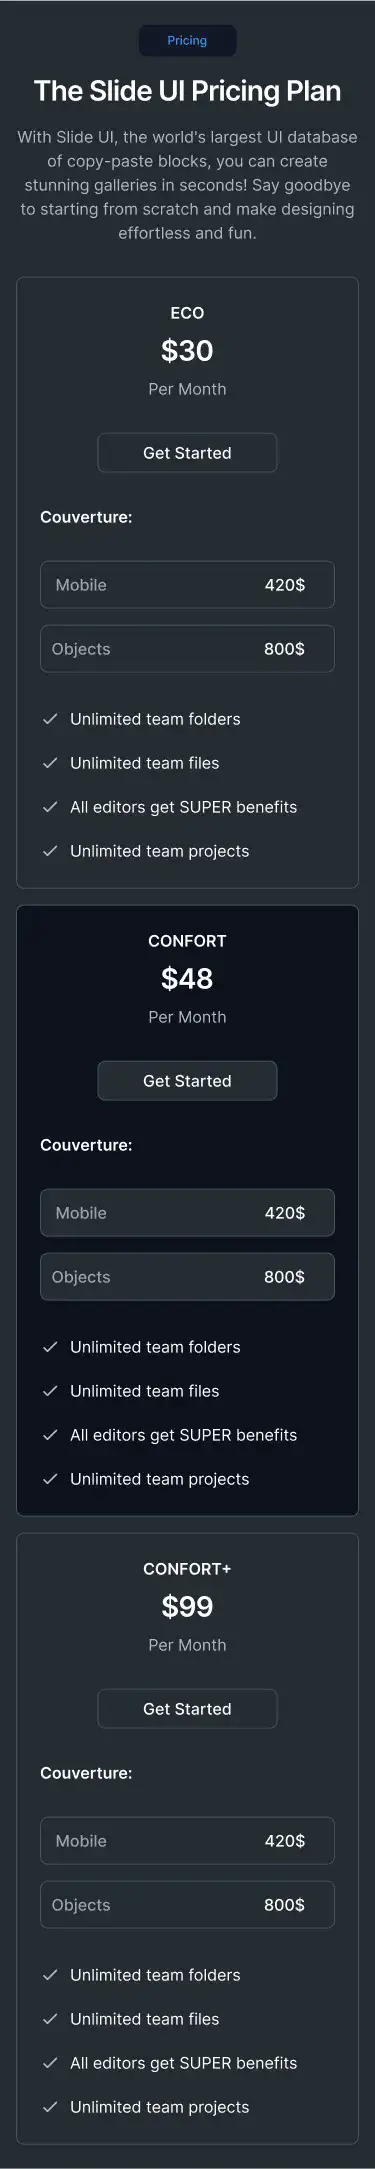 Pricing
The Slide UI Pricing Plan
With Slide UI, the world's largest UI database
of copy-paste blocks, you can create
stunning galleries in seconds! Say goodbye
to starting from scratch and make designing
effortless and fun.
ECO
$30
Per Month
Get Started
Couverture:
Mobile 420$
Objects 800$
Unlimited team folders
Unlimited team files
All editors get SUPER benefits
Unlimited team projects
CONFORT
$48
Per Month
Get Started
Couverture:
Mobile 420$
Objects 800$
Unlimited team folders
Unlimited team files
All editors get SUPER benefits
Unlimited team projects
CONFORT+
$99
Per Month
Get Started
Couverture:
Mobile 420$
Objects 800$
Unlimited team folders
Unlimited team files
All editors get SUPER benefits
Unlimited team projects